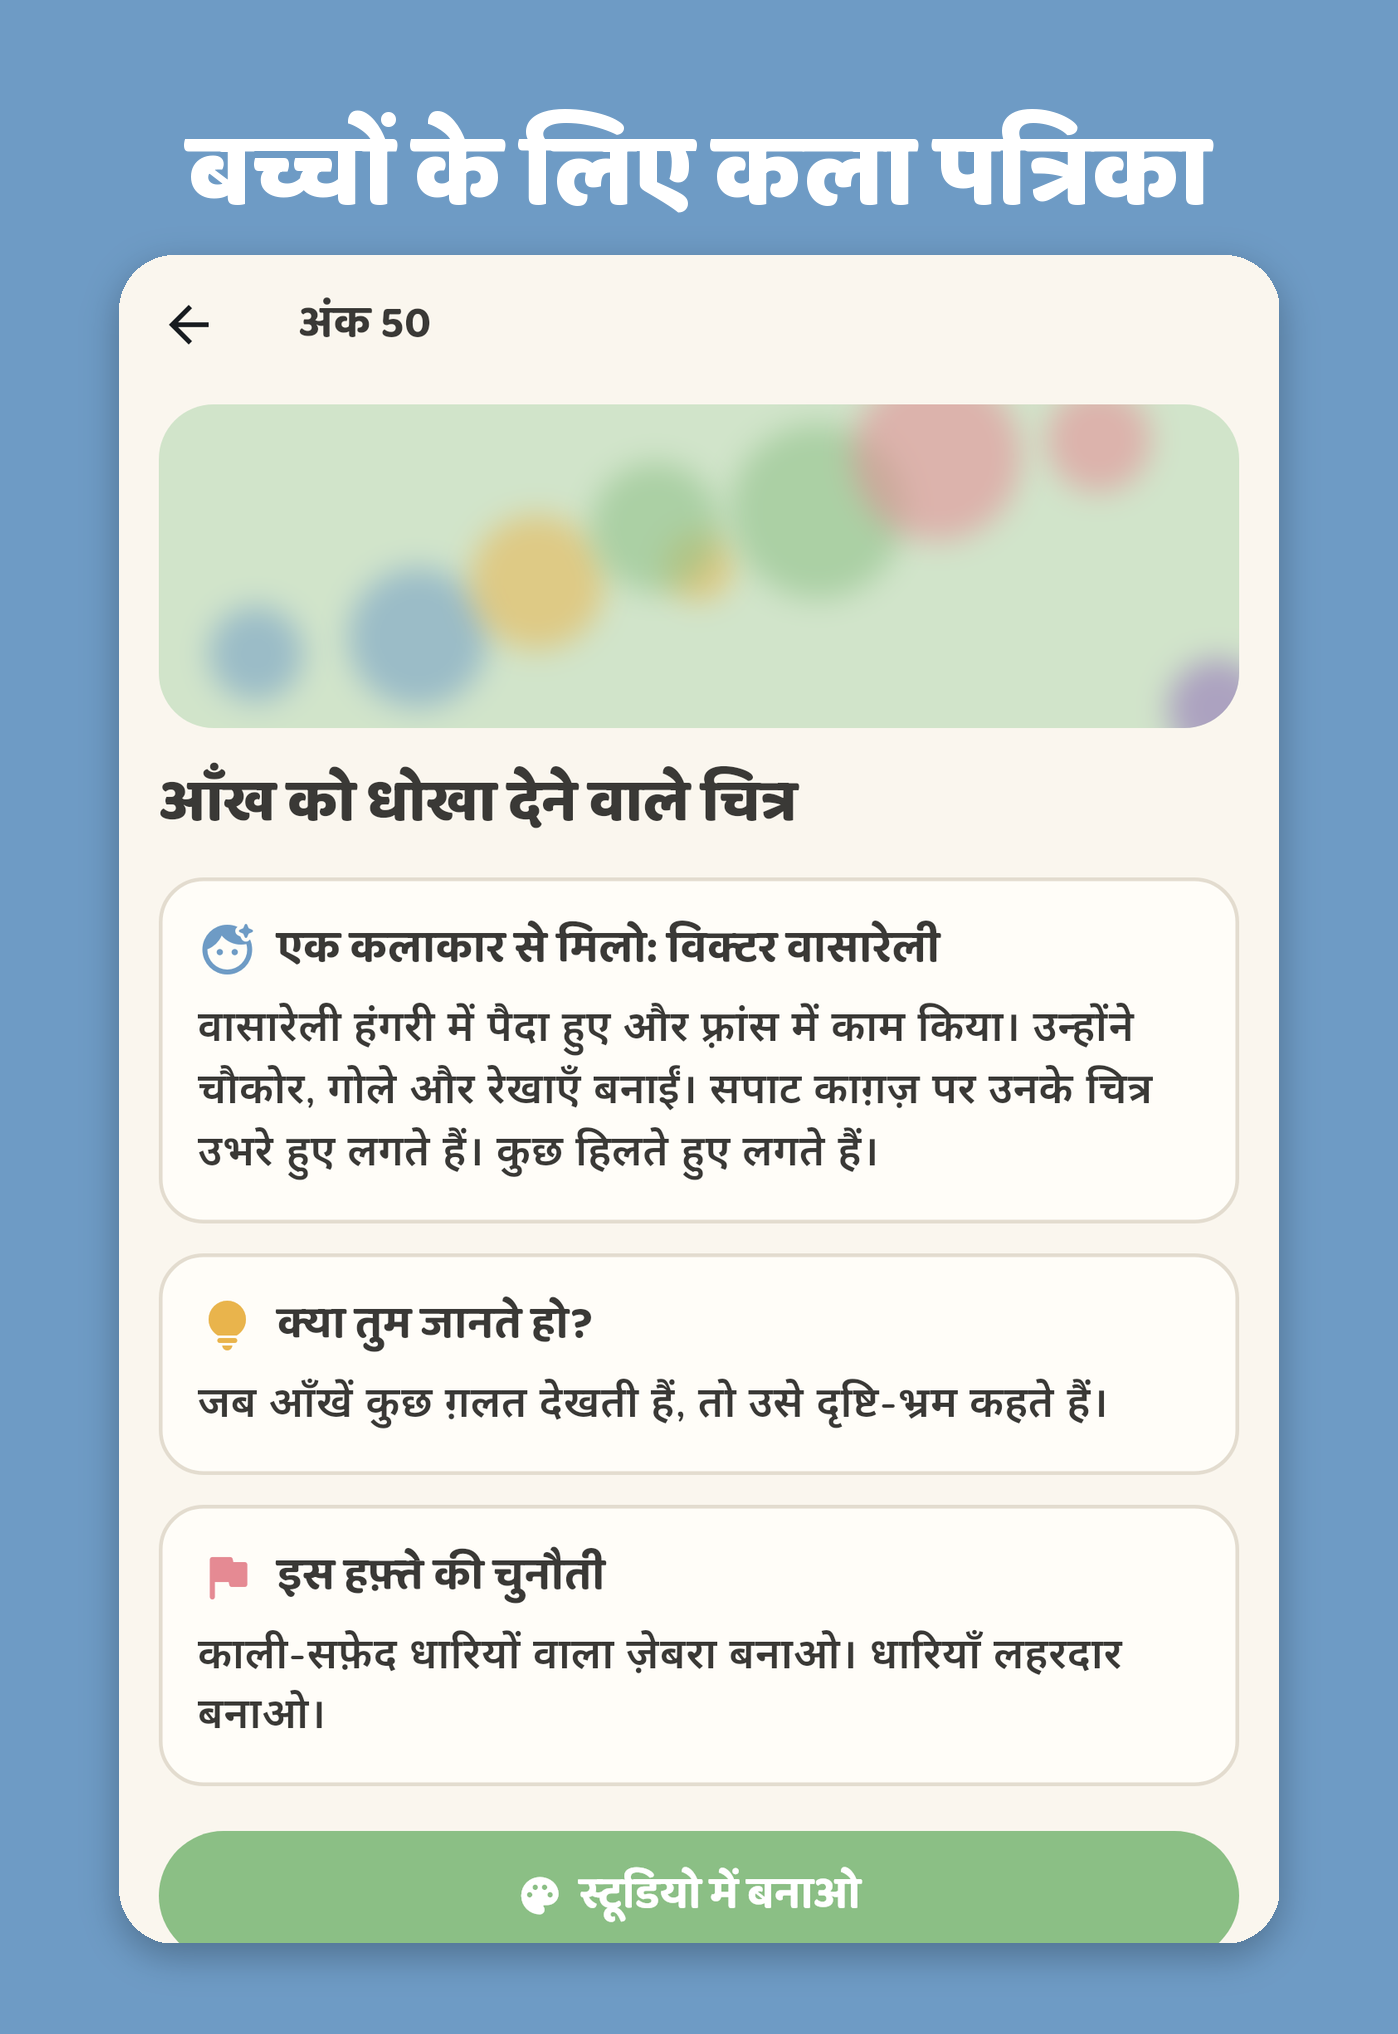 बच्चों के लिए कला पत्रिका
अंक 50
आँख को धोखा देने वाले चित्र
एक कलाकार से मिलो: विक्टर वासारेली
वासारेली हंगरी में पैदा हुए और फ़्रांस में काम किया। उन्होंने
चौकोर, गोले और रेखाएँ बनाईं। सपाट काग़ज़ पर उनके चित्र
उभरे हुए लगते हैं। कुछ हिलते हुए लगते हैं।
क्या तुम जानते हो?
जब आँखें कुछ ग़लत देखती हैं, तो उसे दृष्टि-भ्रम कहते हैं।
इस हफ़्ते की चुनौती
काली-सफ़ेद धारियों वाला ज़ेबरा बनाओ। धारियाँ लहरदार
बनाओ।
स्टूडियो में बनाओ